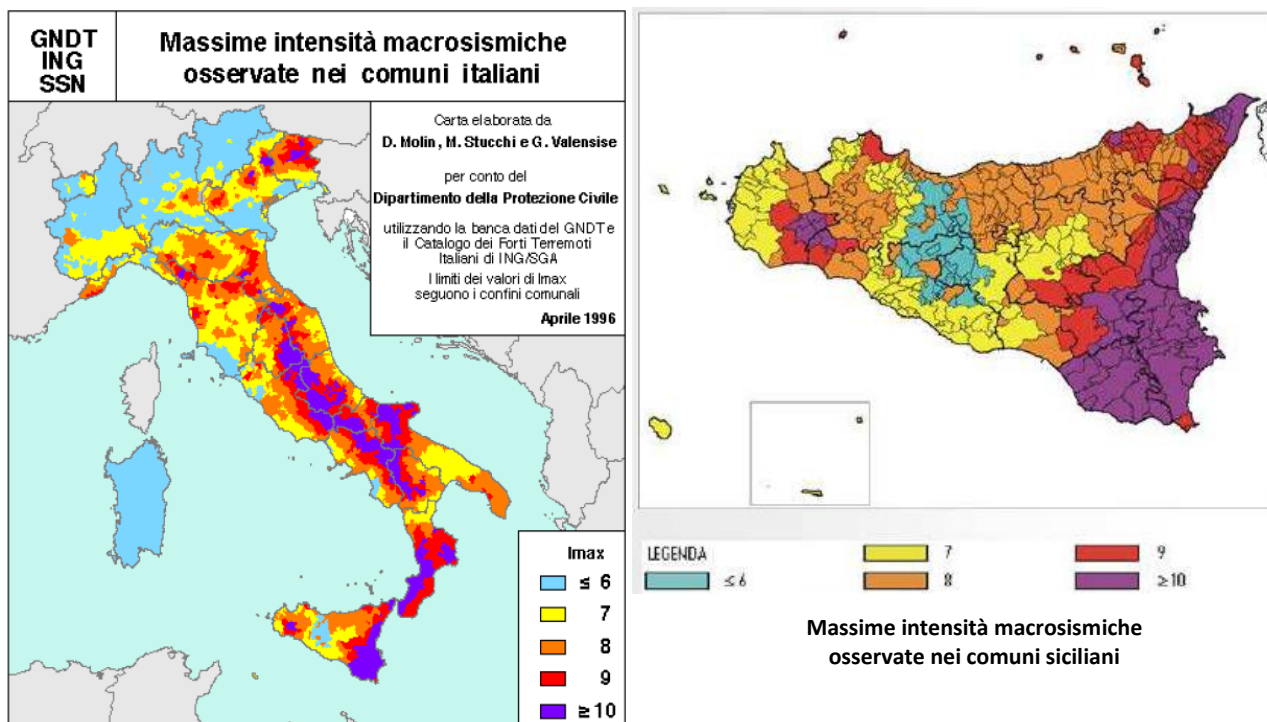 GNDT
ING
SSN
Massime intensità macrosismiche
osservate nei comuni italiani
Carta elaborata da
D. Molin, M. Stucchi e G. Valensise
per conto del
Dipartimento della Protezione Civile
utilizzando la banca dati del GNDT e
il Catalogo dei Forti Terremoti
Italiani di ING/SGA
I limiti dei valori di Imax
seguono i confini comunali
Aprile 1996
Imax
≤ 6
7
8
9
≥ 10
LEGENDA
≤ 6
7
8
9
≥10
Massime intensità macrosismiche
osservate nei comuni siciliani